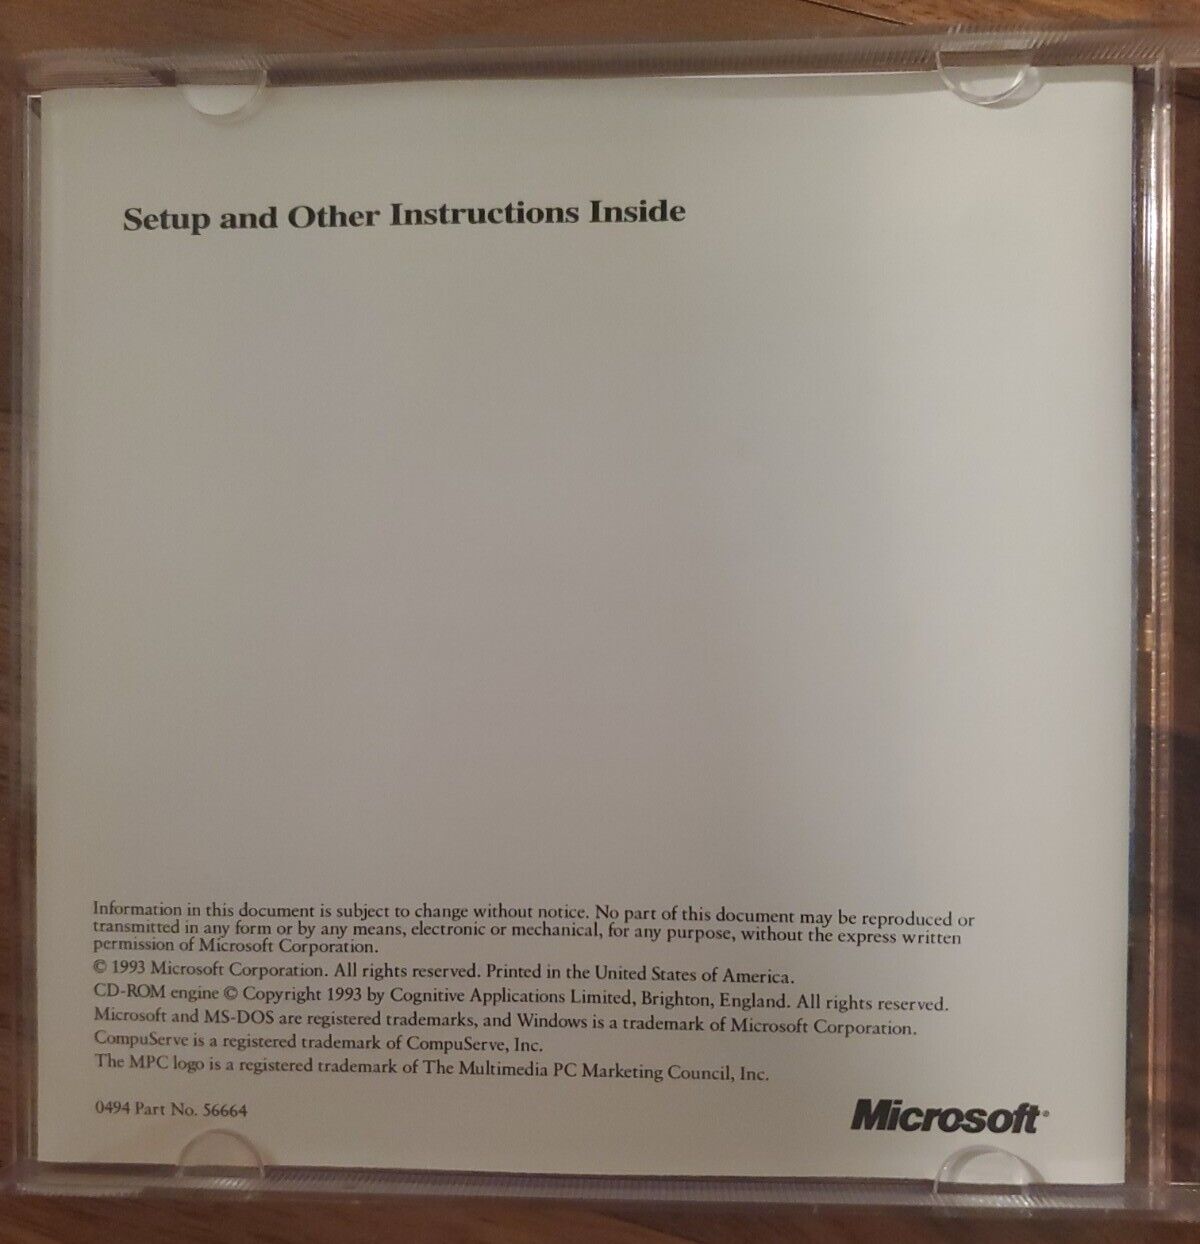 Setup and Other Instructions Inside
Information in this document is subject to change without notice. No part of this document may be reproduced or
transmitted in any form or by any means, electronic or mechanical, for any purpose, without the express written
permission of Microsoft Corporation.
© 1993 Microsoft Corporation. All rights reserved. Printed in the United States of America.
CD-ROM engine © Copyright 1993 by Cognitive Applications Limited, Brighton, England. All rights reserved.
Microsoft and MS-DOS are registered trademarks, and Windows is a trademark of Microsoft Corporation.
CompuServe is a registered trademark of CompuServe, Inc.
The MPC logo is a registered trademark of The Multimedia PC Marketing Council, Inc.
0494 Part No. 56664
Microsoft®